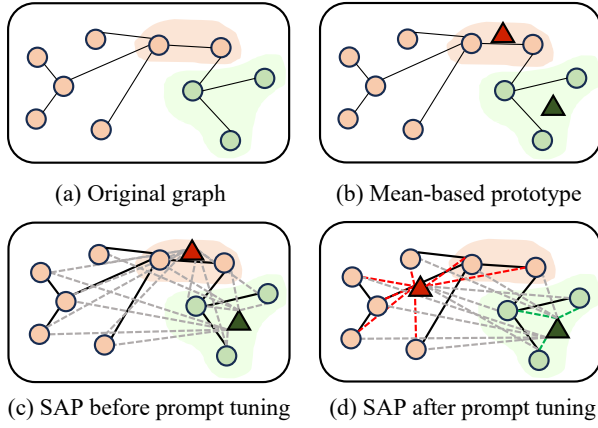 (a) Original graph
(b) Mean-based prototype
(c) SAP before prompt tuning
(d) SAP after prompt tuning